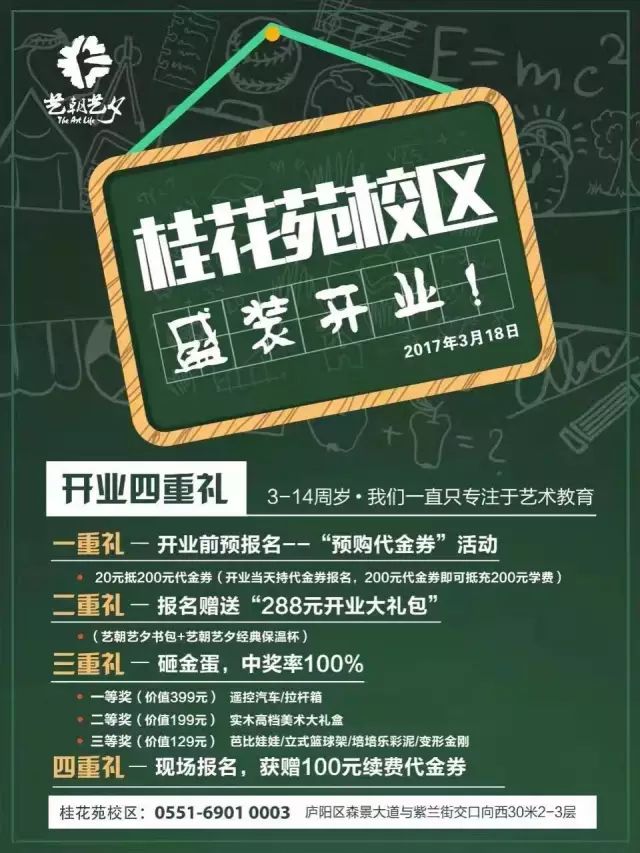 艺朝艺夕
The Art Life
E=mc²
桂花苑校区
盛装开业！
2017年3月18日
Abc
开业四重礼
3-14周岁·我们一直只专注于艺术教育
一重礼—开业前预报名--“预购代金券”活动
• 20元抵200元代金券（开业当天持代金券报名，200元代金券即可抵充200元学费）
二重礼—报名赠送“288元开业大礼包”
• （艺朝艺夕书包+艺朝艺夕经典保温杯）
三重礼—砸金蛋，中奖率100%
• 一等奖（价值399元） 遥控汽车/拉杆箱
• 二等奖（价值199元） 实木高档美术大礼盒
• 三等奖（价值129元） 芭比娃娃/立式篮球架/培培乐彩泥/变形金刚
四重礼—现场报名，获赠100元续费代金券
桂花苑校区：0551-6901 0003 庐阳区森景大道与紫兰街交口向西30米2-3层